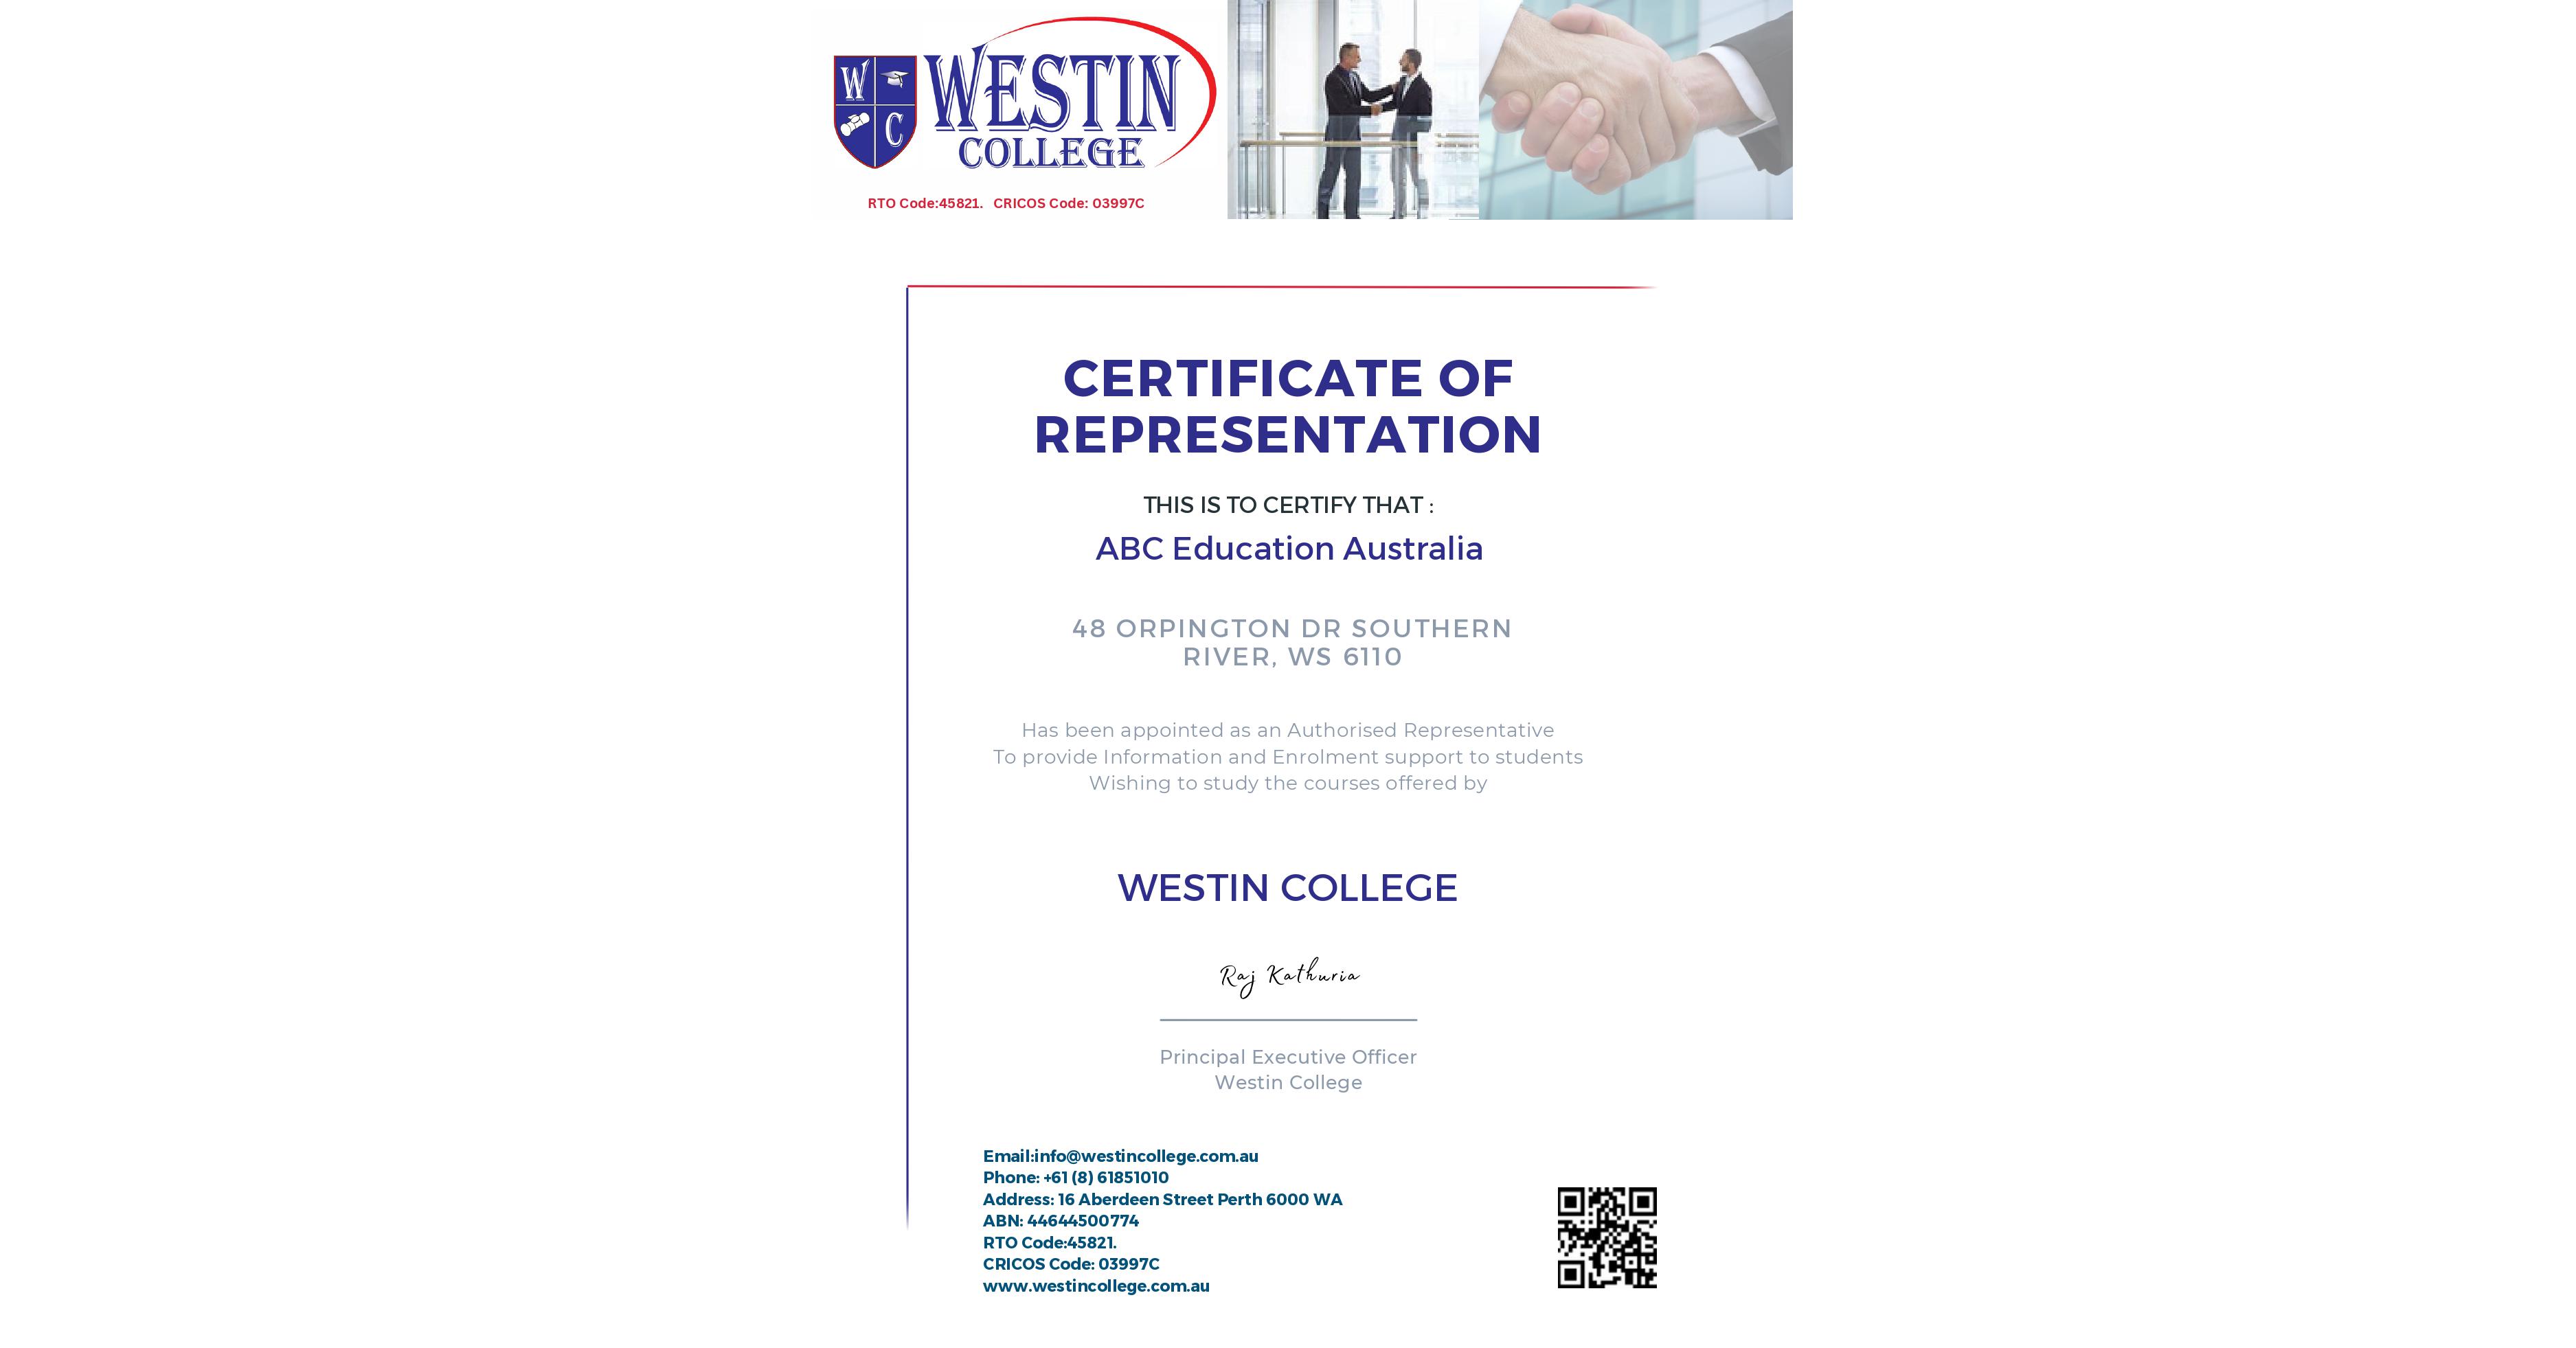 W
C
WESTIN
COLLEGE
RTO Code:45821. CRICOS Code: 03997C
CERTIFICATE OF
REPRESENTATION
THIS IS TO CERTIFY THAT :
ABC Education Australia
48 ORPINGTON DR SOUTHERN
RIVER, WS 6110
Has been appointed as an Authorised Representative
To provide Information and Enrolment support to students
Wishing to study the courses offered by
WESTIN COLLEGE
Raj Kathuria
Principal Executive Officer
Westin College
Email:info@westincollege.com.au
Phone: +61 (8) 61851010
Address: 16 Aberdeen Street Perth 6000 WA
ABN: 44644500774
RTO Code:45821.
CRICOS Code: 03997C
www.westincollege.com.au